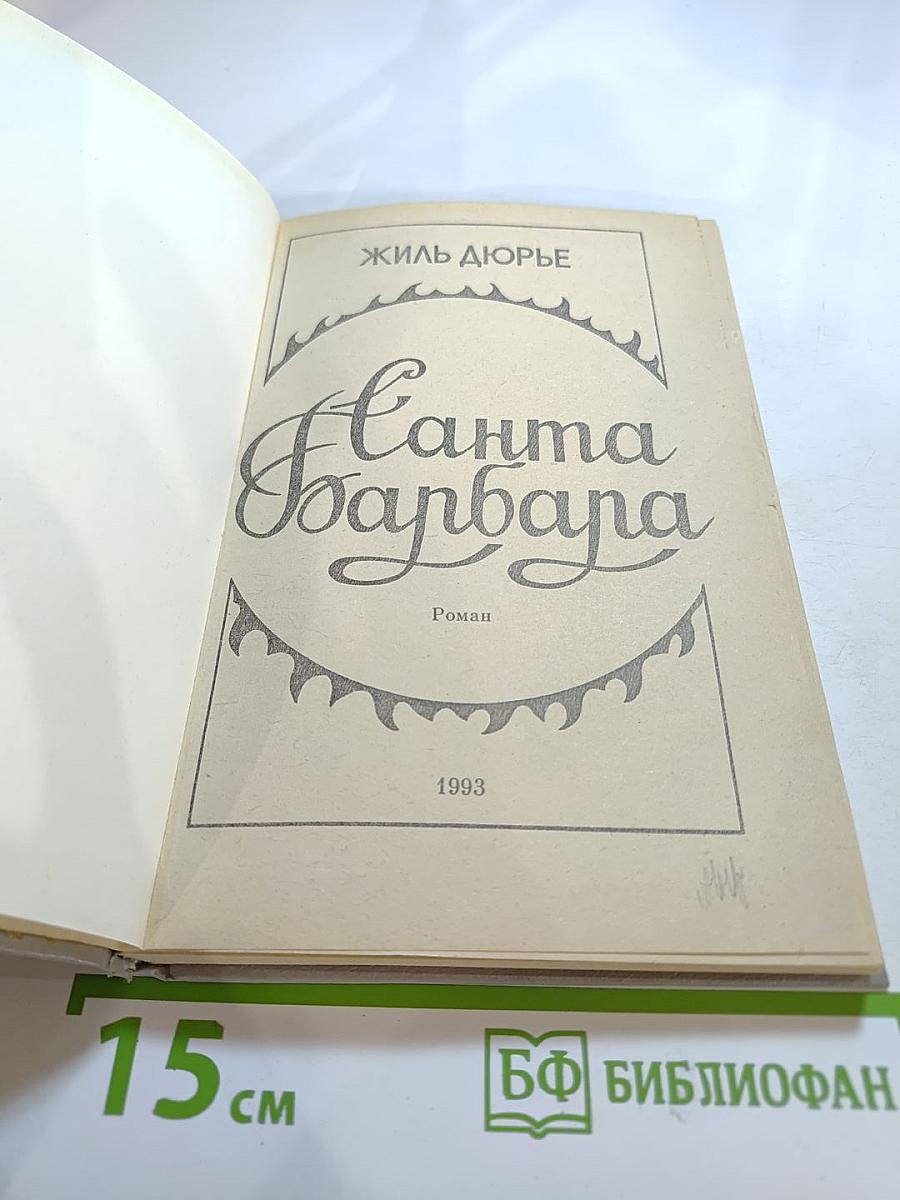 ЖИЛЬ ДЮРЬЕ
Санта
Барбара
Роман
1993
15 см
БФ БИБЛИОФАН